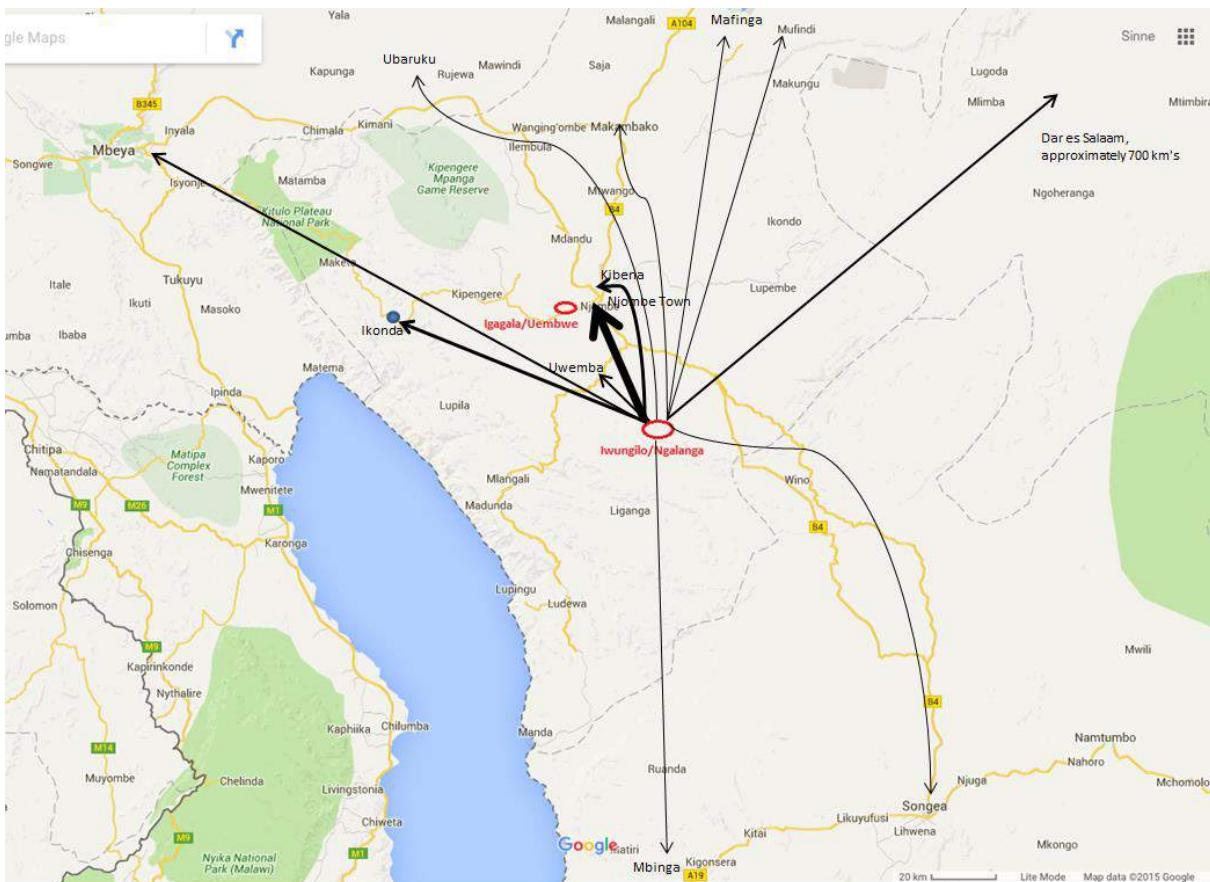 gle Maps
Yala
Malangali
A104
Mafinga
Mufindi
Sinne
Ubaruku
Kapunga
Rujewa
Mawindi
Saja
Makungu
Lugoda
Mlimba
Mtimbira
B345
Inyala
Chimala
Kimani
Wanging'ombe
Makambako
Ilembula
Dar es Salaam,
approximately 700 km's
Mbeya
Songwe
Isyonje
Matamba
Kipengere
Mpanga
Game Reserve
Mtwango
B4
Ngoheranga
Kitulo Plateau
National Park
Ikondo
Mdandu
Maketa
Tukuyu
Itale
Ikuti
Masoko
Kipengere
Kibena
Njombe
Njombe Town
Lupembe
Igagala/Uembwe
Ikonda
umba
Ibaba
Matema
Uwemba
Ipinda
Lupila
Iwungilo/Ngalanga
Chitipa
Matipa
Complex
Forest
Kaporo
Namatandala
Mwenitete
Mlangali
Wino
M9
M26
M1
Madunda
Liganga
B4
Chisenga
Karonga
Solomon
Lupingu
Ludewa
M9
Kapirinkonde
Mwili
Nythalire
B4
Kaphiika
Chilumba
Manda
M14
Namtumbo
Nahoro
Muyombe
Chelinda
Livingstonia
Ruanda
Njuga
Mchomolo
Songea
Chiweta
Likuyufusi
Lihwena
M9
Kitai
Mkongo
Nyika National
Park (Malawi)
M1
Google
Mbinga
Kigonsera
A19
20 km
Lite Mode
Map data ©2015 Google